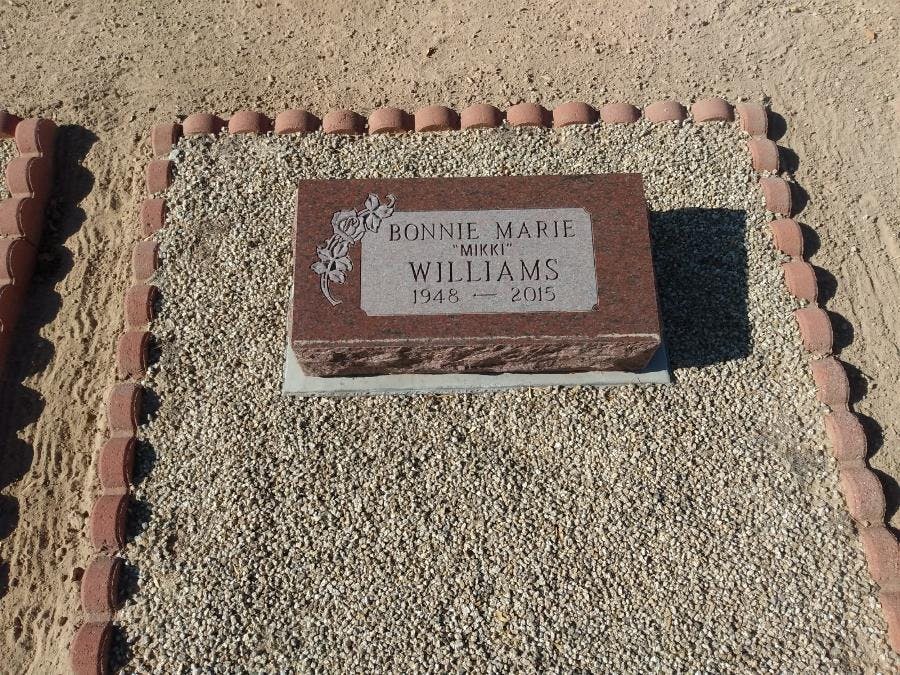 BONNIE MARIE
"MIKKI"
WILLIAMS
1948 — 2015